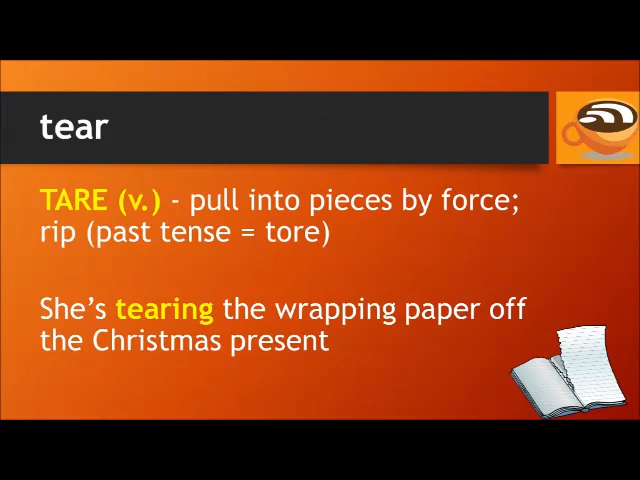 tear
TARE (v.) - pull into pieces by force;
rip (past tense = tore)
She's tearing the wrapping paper off
the Christmas present